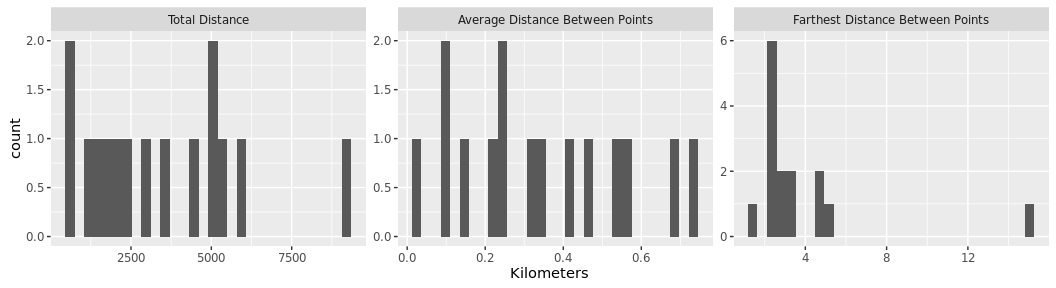 Total Distance
Average Distance Between Points
Farthest Distance Between Points
count
2.0
1.5
1.0
0.5
0.0
2.0
1.5
1.0
0.5
0.0
6
4
2
0
2500 5000 7500
0.0 0.2 0.4 0.6
4 8 12
Kilometers